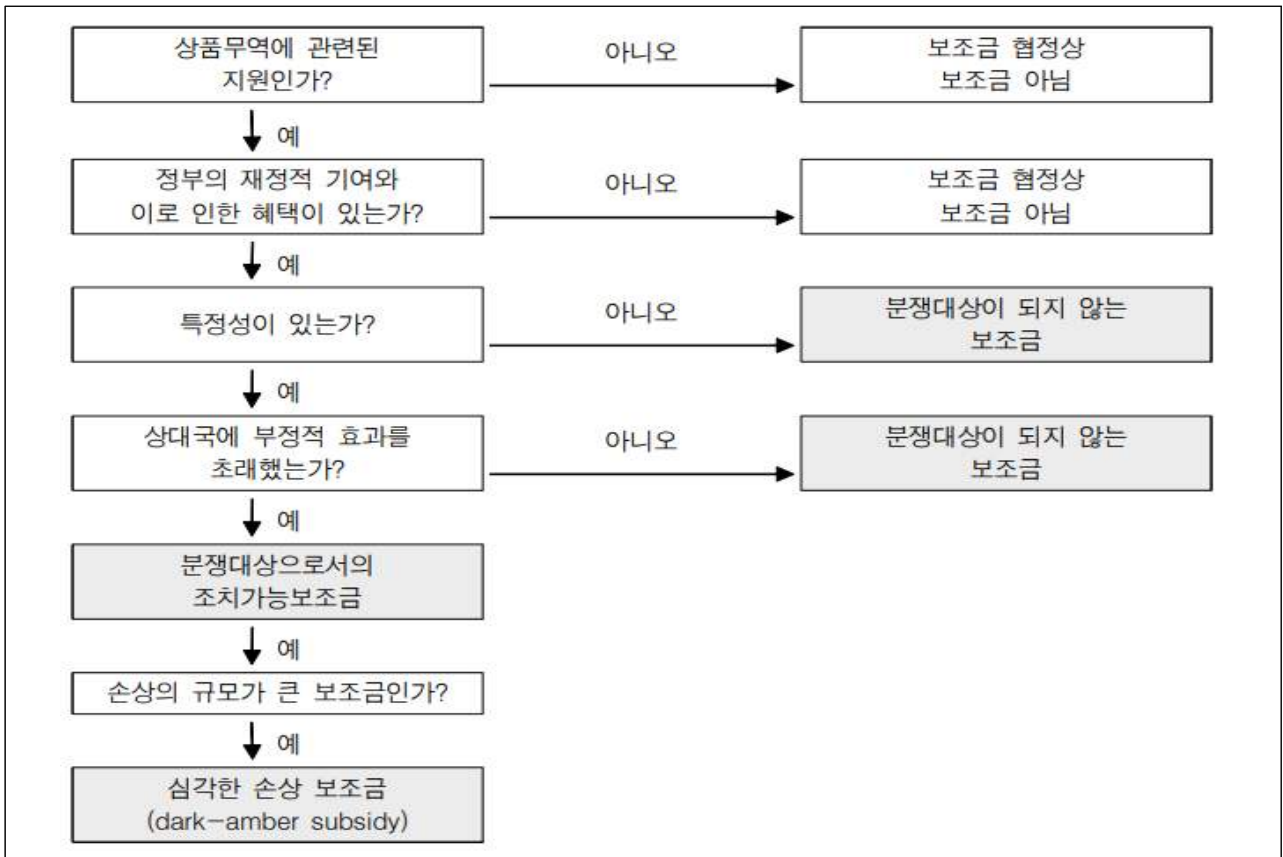 상품무역에 관련된
지원인가?
아니오
보조금 협정상
보조금 아님
예
정부의 재정적 기여와
이로 인한 혜택이 있는가?
아니오
보조금 협정상
보조금 아님
예
특정성이 있는가?
아니오
분쟁대상이 되지 않는
보조금
예
상대국에 부정적 효과를
초래했는가?
아니오
분쟁대상이 되지 않는
보조금
예
분쟁대상으로서의
조치가능보조금
예
손상의 규모가 큰 보조금인가?
예
심각한 손상 보조금
(dark-amber subsidy)